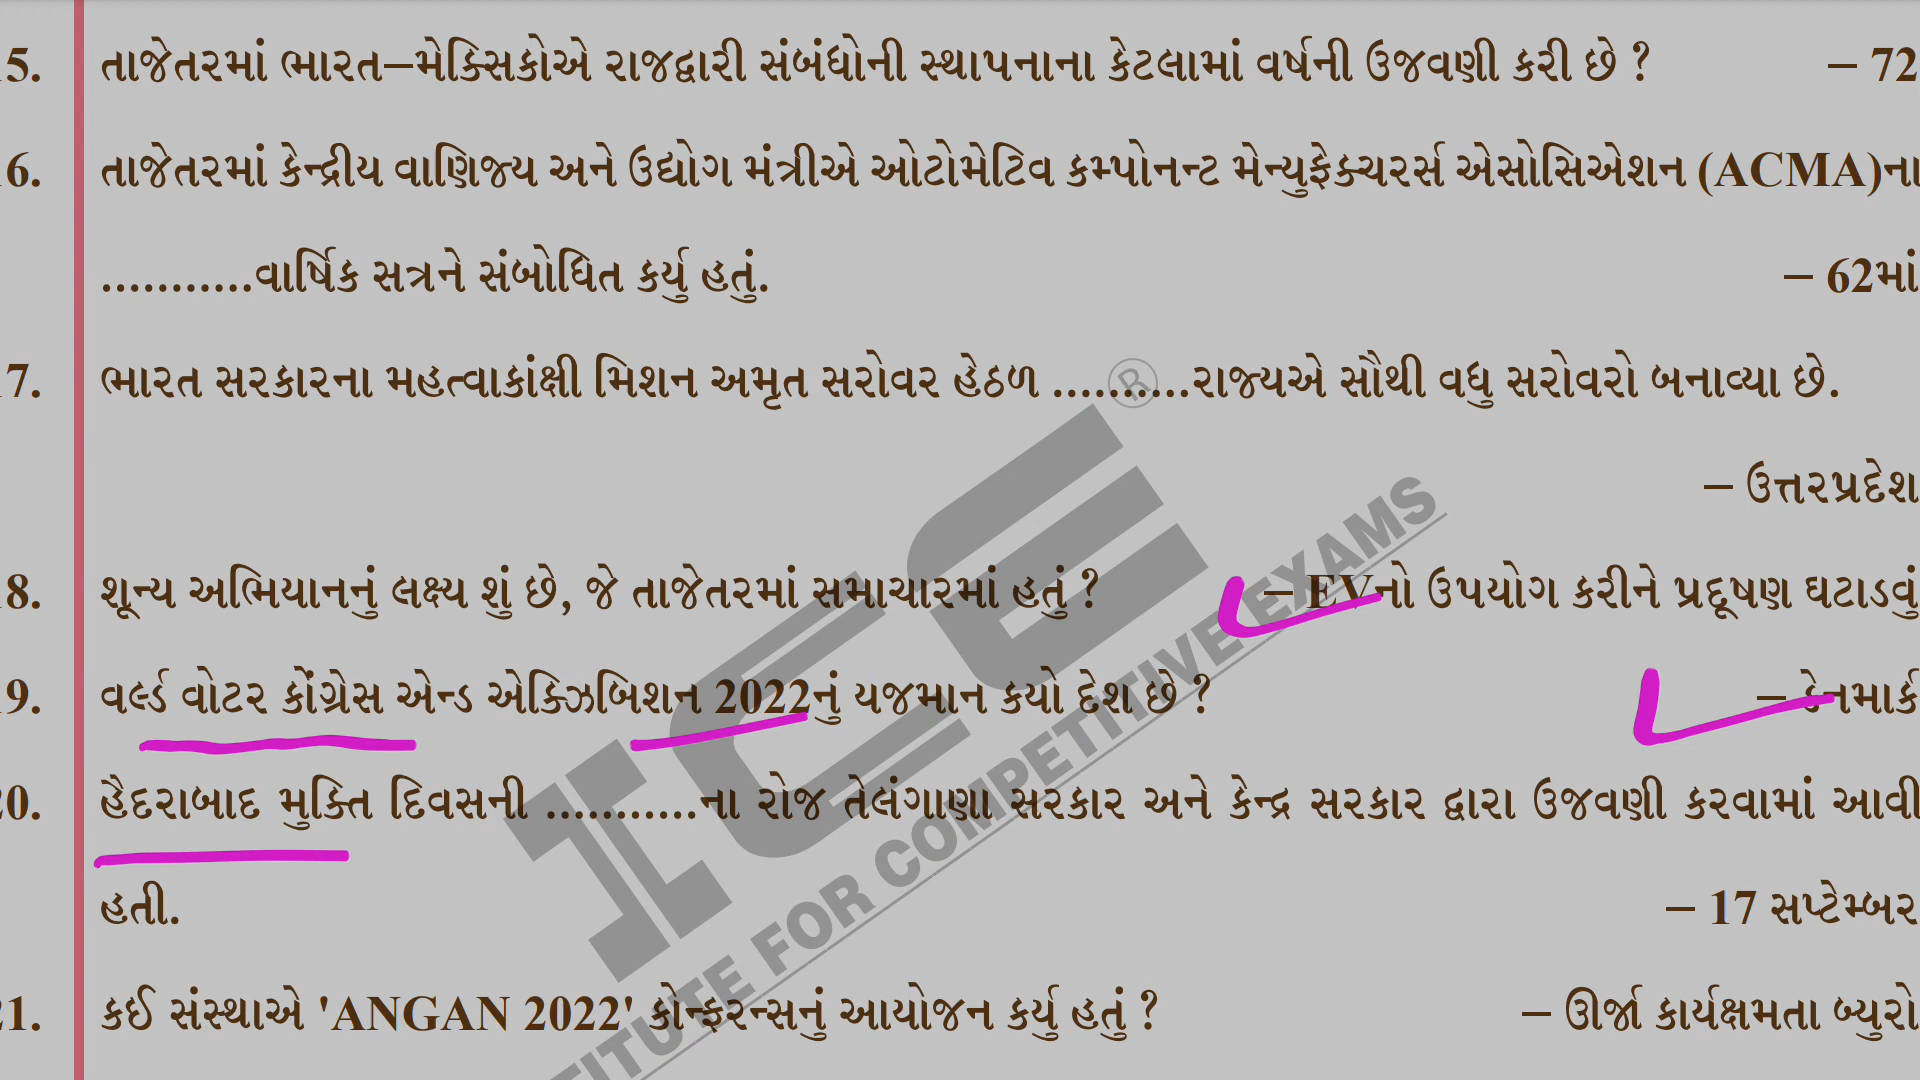 5. તાજેતરમાં ભારત–મેક્સિકોએ રાજદ્વારી સંબંધોની સ્થાપનાના કેટલામાં વર્ષની ઉજવણી કરી છે ? – 72
6. તાજેતરમાં કેન્દ્રીય વાણિજ્ય અને ઉદ્યોગ મંત્રીએ ઓટોમેટિવ કમ્પોનન્ટ મેન્યુફેક્ચરર્સ એસોસિએશન (ACMA)ના
...........વાર્ષિક સત્રને સંબોધિત કર્યુ હતું. – 62માં
7. ભારત સરકારના મહત્વાકાંક્ષી મિશન અમૃત સરોવર હેઠળ ..........રાજ્યએ સૌથી વધુ સરોવરો બનાવ્યા છે.
– ઉત્તરપ્રદેશ
8. શૂન્ય અભિયાનનું લક્ષ્ય શું છે, જે તાજેતરમાં સમાચારમાં હતું ? – EVનો ઉપયોગ કરીને પ્રદૂષણ ઘટાડવું
9. વર્લ્ડ વોટર કોંગ્રેસ એન્ડ એક્ઝિબિશન 2022નું યજમાન કયો દેશ છે ? – ડેનમાર્ક
20. હૈદરાબાદ મુક્તિ દિવસની ...........ના રોજ તેલંગાણા સરકાર અને કેન્દ્ર સરકાર દ્વારા ઉજવણી કરવામાં આવી
હતી. – 17 સપ્ટેમ્બર
21. કઈ સંસ્થાએ 'ANGAN 2022' કોન્ફરન્સનું આયોજન કર્યુ હતું ? – ઊર્જા કાર્યક્ષમતા બ્યુરો
ICE ®
TITUTE FOR COMPETITIVE EXAMS